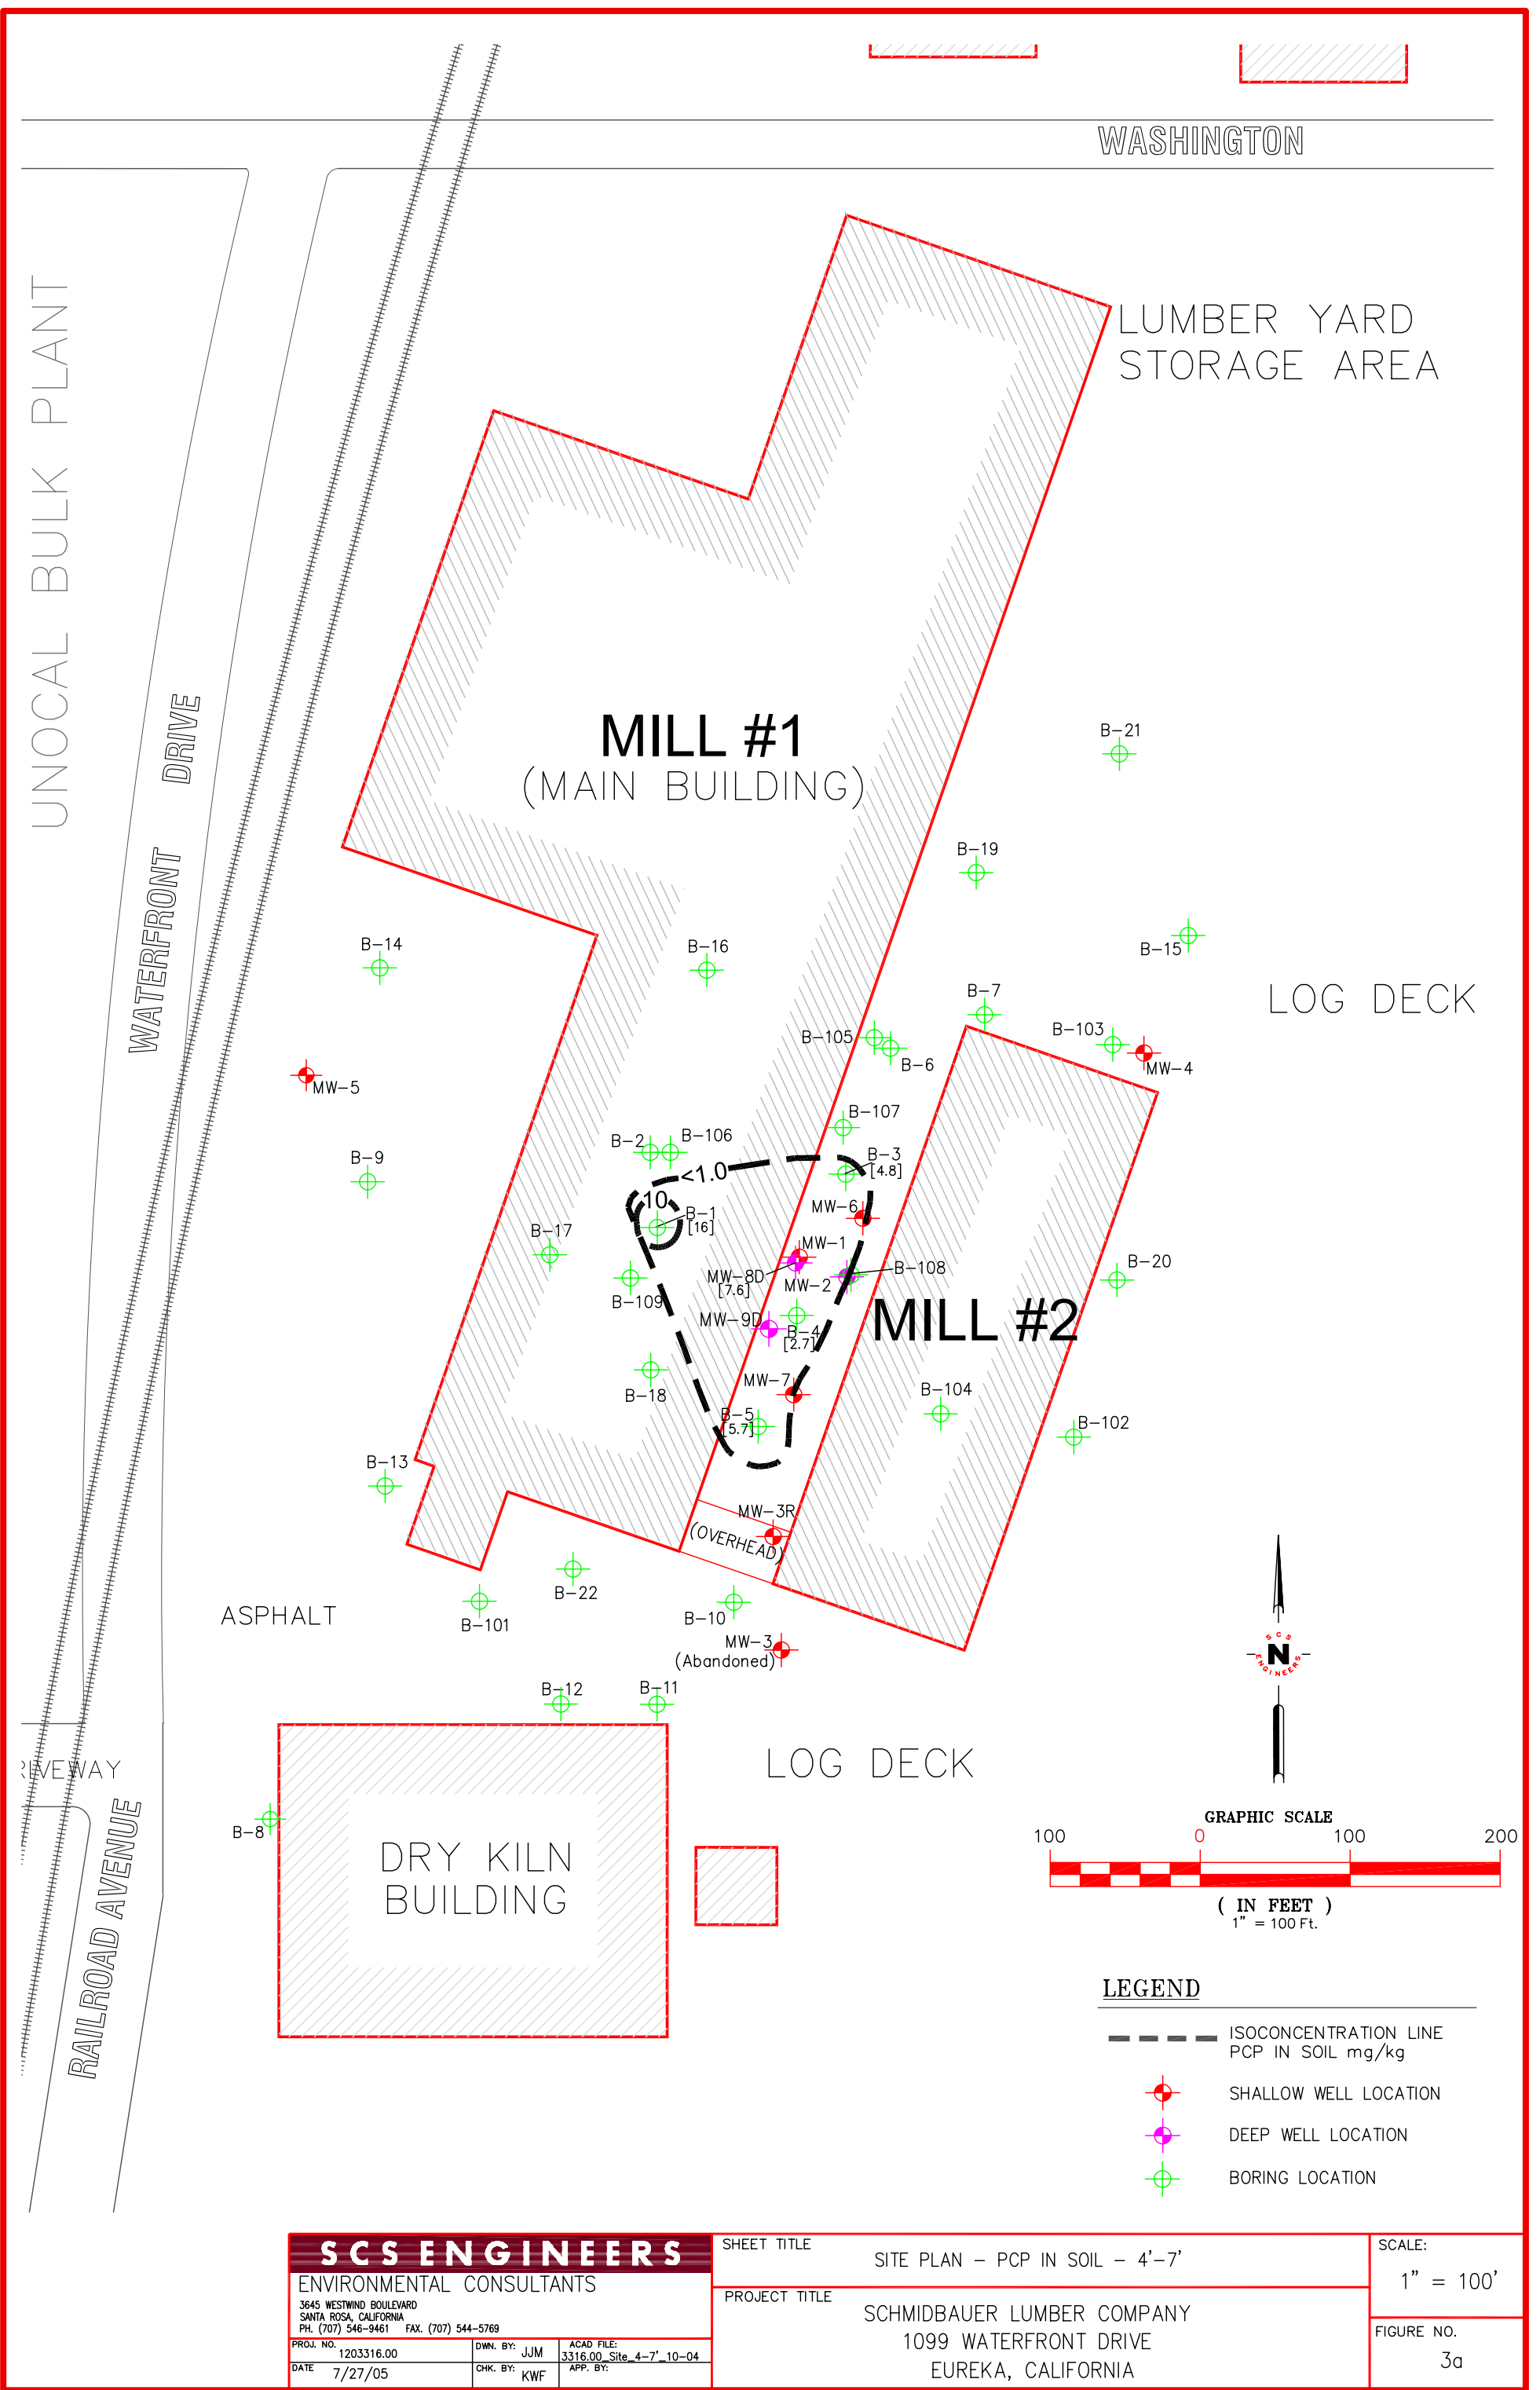 WASHINGTON
UNOCAL BULK PLANT
LUMBER YARD
STORAGE AREA
WATERFRONT DRIVE
MILL #1
(MAIN BUILDING)
B-21
B-19
B-15
B-14
B-16
LOG DECK
B-7
B-103
B-105
B-6
MW-4
MW-5
B-107
B-2
B-106
B-3
[4.8]
B-9
<1.0
10
B-1
[16]
MW-6
B-17
MW-1
MW-8D
[7.6]
MW-2
B-108
B-20
B-109
MW-9D
B-4
[2.7]
MILL #2
MW-7
B-18
B-104
B-5
[5.7]
B-102
B-13
MW-3R
(OVERHEAD)
B-22
ASPHALT
B-101
B-10
MW-3
(Abandoned)
B-12
B-11
SCS
N
ENGINEERS
LOG DECK
RIVEWAY
B-8
DRY KILN
BUILDING
RAILROAD AVENUE
GRAPHIC SCALE
100 0 100 200
( IN FEET )
1" = 100 Ft.
LEGEND
ISOCONCENTRATION LINE
PCP IN SOIL mg/kg
SHALLOW WELL LOCATION
DEEP WELL LOCATION
BORING LOCATION
SCS ENGINEERS
ENVIRONMENTAL CONSULTANTS
3645 WESTWIND BOULEVARD
SANTA ROSA, CALIFORNIA
PH. (707) 546-9461 FAX. (707) 544-5769
PROJ. NO.
1203316.00
DWN. BY:
JJM
ACAD FILE:
3316.00_Site_4-7'_10-04
DATE
7/27/05
CHK. BY:
KWF
APP. BY:
SHEET TITLE
SITE PLAN - PCP IN SOIL - 4'-7'
PROJECT TITLE
SCHMIDBAUER LUMBER COMPANY
1099 WATERFRONT DRIVE
EUREKA, CALIFORNIA
SCALE:
1" = 100'
FIGURE NO.
3a